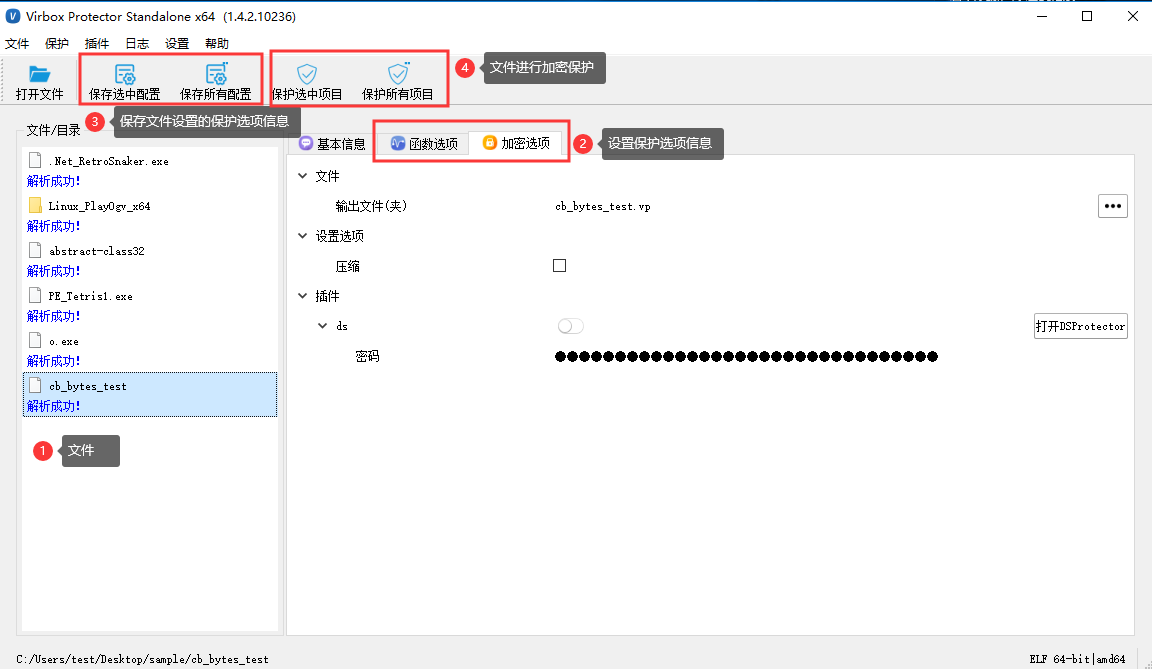 Virbox Protector Standalone x64 (1.4.2.10236)
文件 保护 插件 日志 设置 帮助
打开文件 保存选中配置 保存所有配置 保护选中项目 保护所有项目
4 文件进行加密保护
3 保存文件设置的保护选项信息
文件/目录
基本信息 函数选项 加密选项
2 设置保护选项信息
.Net_RetroSnaker.exe
解析成功!
Linux_PlayOgv_x64
解析成功!
abstract-class32
解析成功!
PE_Tetris1.exe
解析成功!
o.exe
解析成功!
cb_bytes_test
解析成功!
1 文件
文件
输出文件(夹) cb_bytes_test.vp
设置选项
压缩
插件
ds 打开DSProtector
密码 ●●●●●●●●●●●●●●●●●●●●●●●●●●●●●●●●
C:/Users/test/Desktop/sample/cb_bytes_test
ELF 64-bit|amd64